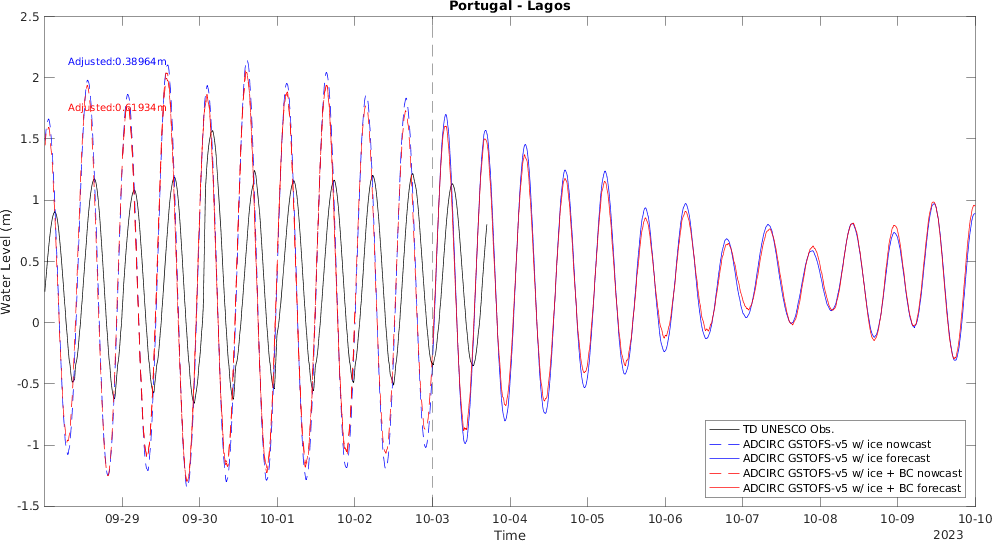 Portugal - Lagos
2.5
2
1.5
1
0.5
0
-0.5
-1
-1.5
Water Level (m)
Adjusted:0.38964m
Adjusted:0.61934m
TD UNESCO Obs.
ADCIRC GSTOFS-v5 w/ ice nowcast
ADCIRC GSTOFS-v5 w/ ice forecast
ADCIRC GSTOFS-v5 w/ ice + BC nowcast
ADCIRC GSTOFS-v5 w/ ice + BC forecast
09-29 09-30 10-01 10-02 10-03 10-04 10-05 10-06 10-07 10-08 10-09 10-10
Time
2023